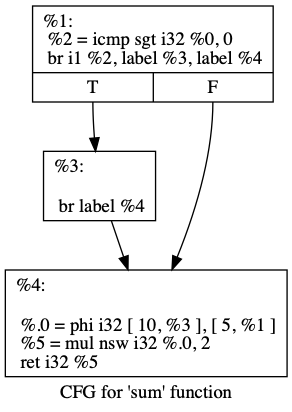 %1:
%2 = icmp sgt i32 %0, 0
br i1 %2, label %3, label %4
T F
%3:
br label %4
%4:
%.0 = phi i32 [ 10, %3 ], [ 5, %1 ]
%5 = mul nsw i32 %.0, 2
ret i32 %5
CFG for 'sum' function